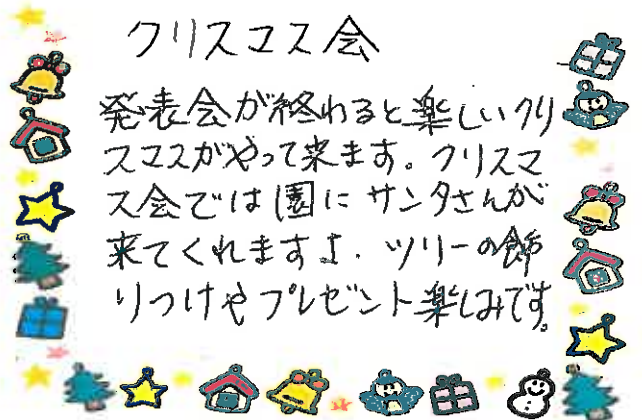 クリスマス会
発表会が終わると楽しいクリ
スマスがやって来ます。クリスマ
ス会では園にサンタさんが
来てくれますよ。ツリーの飾
りつけやプレゼント楽しみです。